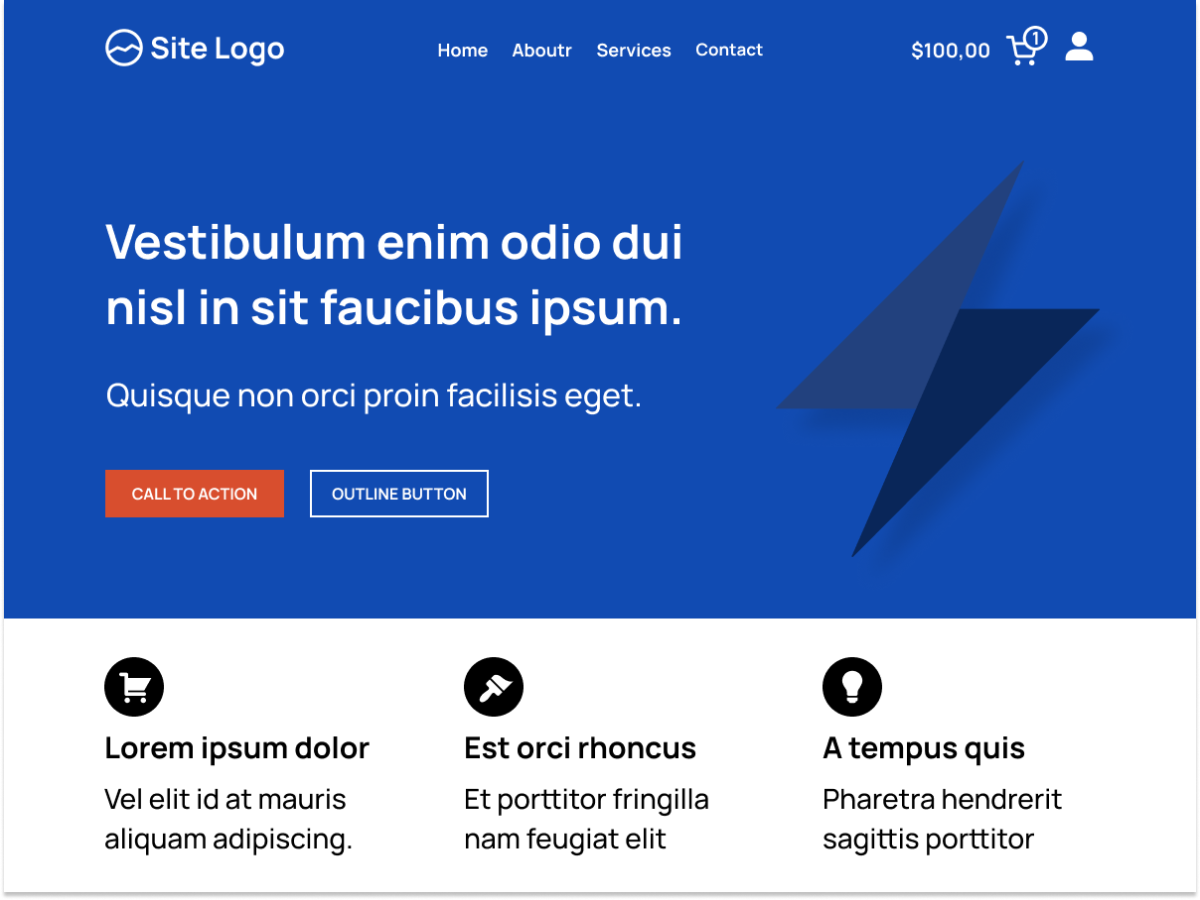 Site Logo
Home Aboutr Services Contact
$100,00 1
Vestibulum enim odio dui
nisl in sit faucibus ipsum.
Quisque non orci proin facilisis eget.
CALL TO ACTION
OUTLINE BUTTON
Lorem ipsum dolor
Vel elit id at mauris
aliquam adipiscing.
Est orci rhoncus
Et porttitor fringilla
nam feugiat elit
A tempus quis
Pharetra hendrerit
sagittis porttitor